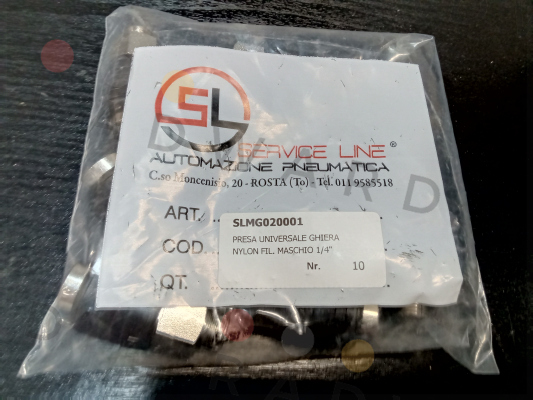 SL
SERVICE LINE®
AUTOMAZIONE PNEUMATICA
C.so Moncenisio, 20 - ROSTA (To) - Tel. 011 9585518
ART.
SLMG020001
COD.
PRESA UNIVERSALE GHIERA
NYLON FIL. MASCHIO 1/4"
QT.
Nr. 10